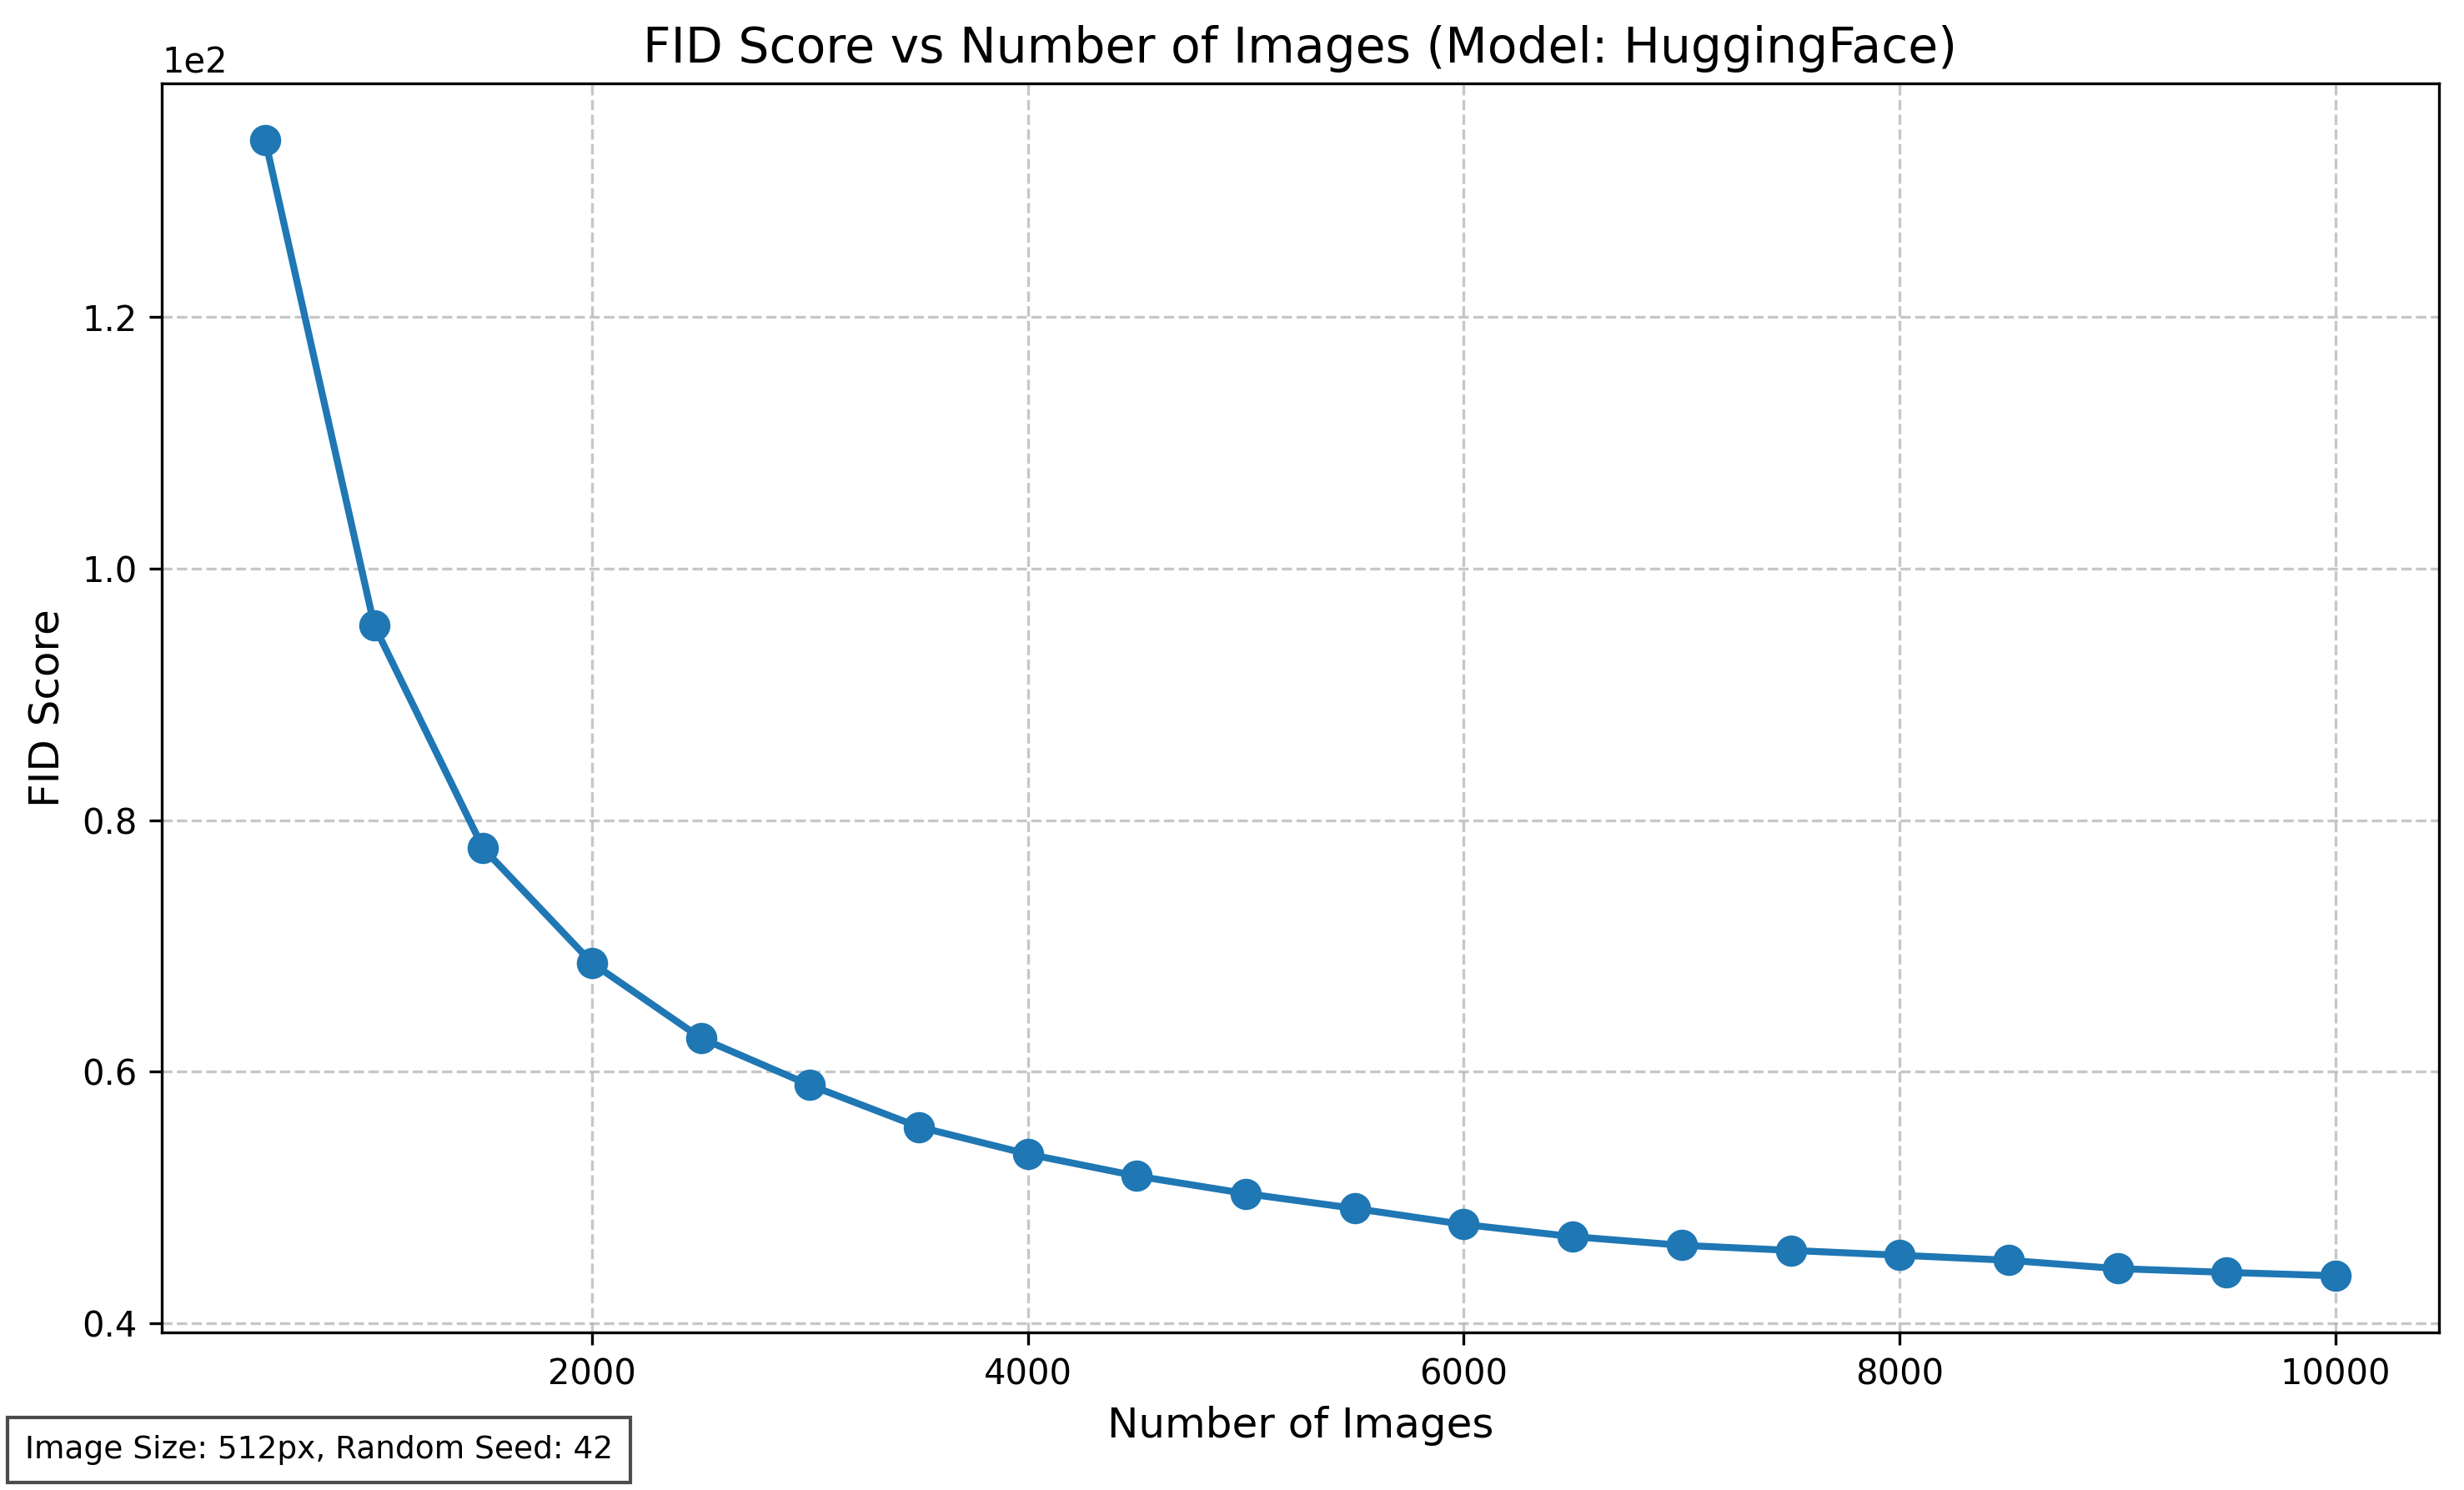 FID Score vs Number of Images (Model: HuggingFace)
1e2
1.2
1.0
0.8
0.6
0.4
FID Score
2000 4000 6000 8000 10000
Number of Images
Image Size: 512px, Random Seed: 42